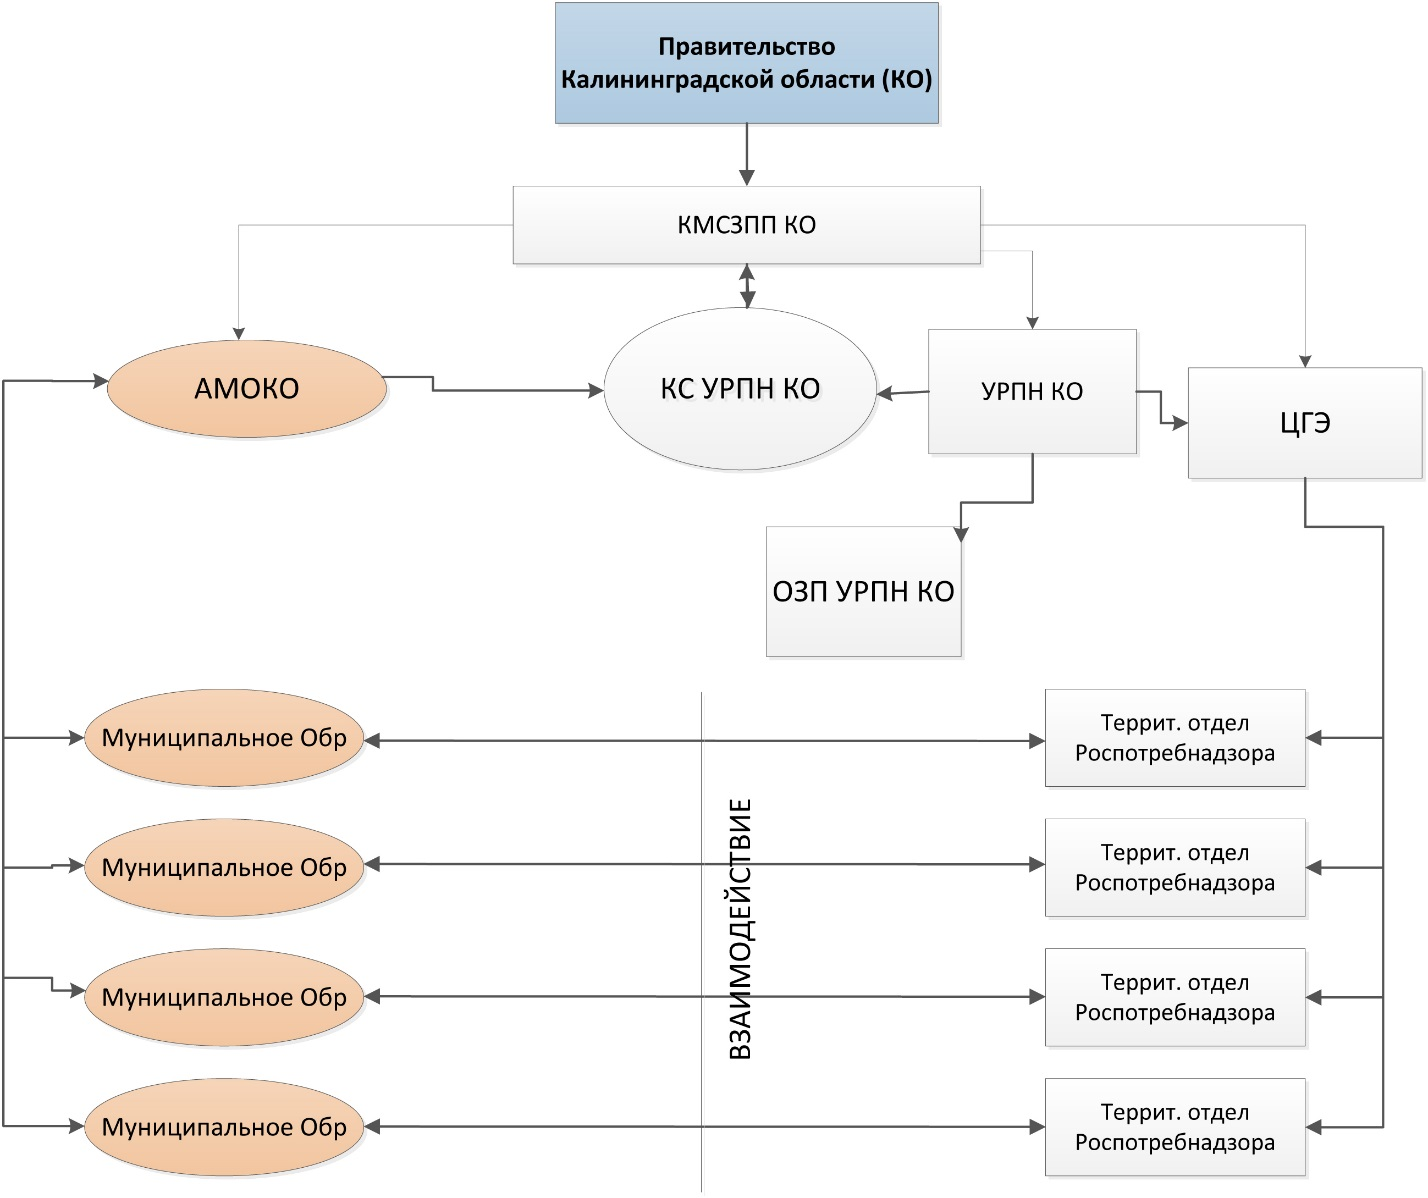 Правительство
Калининградской области (КО)
КМСЗПП КО
АМОКО
КС УРПН КО
УРПН КО
ЦГЭ
ОЗП УРПН КО
Муниципальное Обр
Террит. отдел
Роспотребнадзора
Муниципальное Обр
Террит. отдел
Роспотребнадзора
ВЗАИМОДЕЙСТВИЕ
Муниципальное Обр
Террит. отдел
Роспотребнадзора
Муниципальное Обр
Террит. отдел
Роспотребнадзора